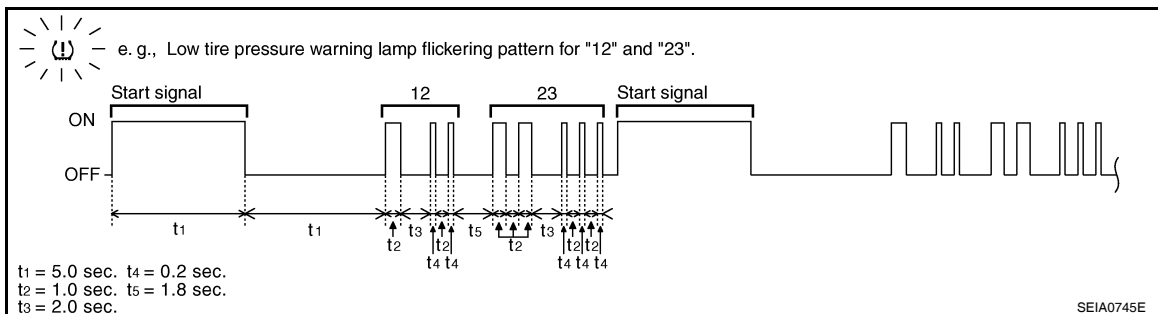 e. g., Low tire pressure warning lamp flickering pattern for "12" and "23".
Start signal 12 23 Start signal
ON
OFF
t1 t1 t2 t3 t2 t5 t2 t3 t2 t2
t4 t4 t4 t4 t4
t1 = 5.0 sec. t4 = 0.2 sec.
t2 = 1.0 sec. t5 = 1.8 sec.
t3 = 2.0 sec.
SEIA0745E